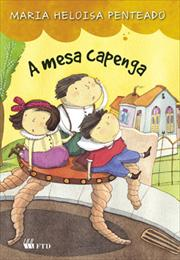 MARIA HELOISA PENTEADO
A mesa Capenga
FTD